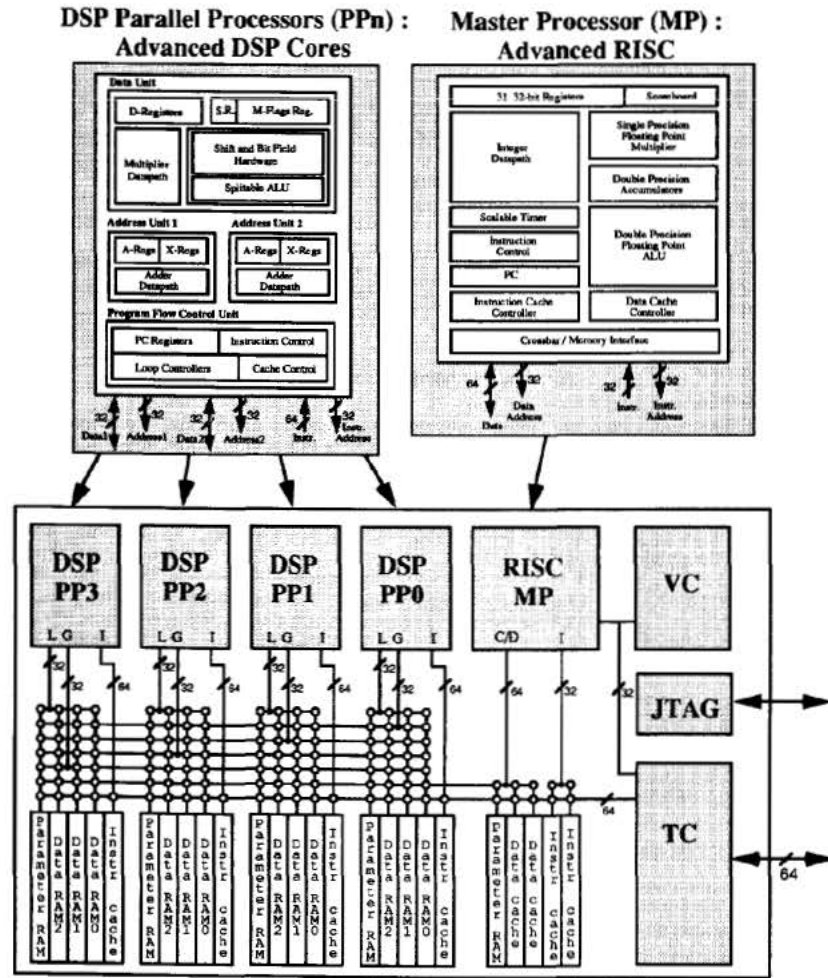 DSP Parallel Processors (PPn) :
Advanced DSP Cores
Master Processor (MP) :
Advanced RISC
Data Unit
D-Registers
S.R.
M-Flags Reg.
Multiplier
Datapath
Shift and Bit Field
Hardware
Splittable ALU
Address Unit 1
Address Unit 2
A-Regs
X-Regs
A-Regs
X-Regs
Adder
Datapath
Adder
Datapath
Program Flow Control Unit
PC Registers
Instruction Control
Loop Controllers
Cache Control
32
32
32
32
64
32
Data1
Address1
Data2
Address2
Instr.
Instr.
Address
31 32-bit Registers
Scoreboard
Integer
Datapath
Single Precision
Floating Point
Multiplier
Double Precision
Accumulators
Scalable Timer
Instruction
Control
PC
Double Precision
Floating Point
ALU
Instruction Cache
Controller
Data Cache
Controller
Crossbar / Memory Interface
64
32
32
32
Data
Data
Address
Instr.
Instr.
Address
DSP
PP3
DSP
PP2
DSP
PP1
DSP
PP0
RISC
MP
VC
L G I
L G I
L G I
L G I
C/D I
32
32
64
32
32
64
32
32
64
32
32
64
64
32
32
JTAG
TC
64
64
Parameter RAM
Data RAM2
Data RAM1
Data RAM0
Instr Cache
Parameter RAM
Data RAM2
Data RAM1
Data RAM0
Instr Cache
Parameter RAM
Data RAM2
Data RAM1
Data RAM0
Instr Cache
Parameter RAM
Data RAM2
Data RAM1
Data RAM0
Instr Cache
Parameter RAM
Data Cache
Data Cache
Instr Cache
Instr Cache